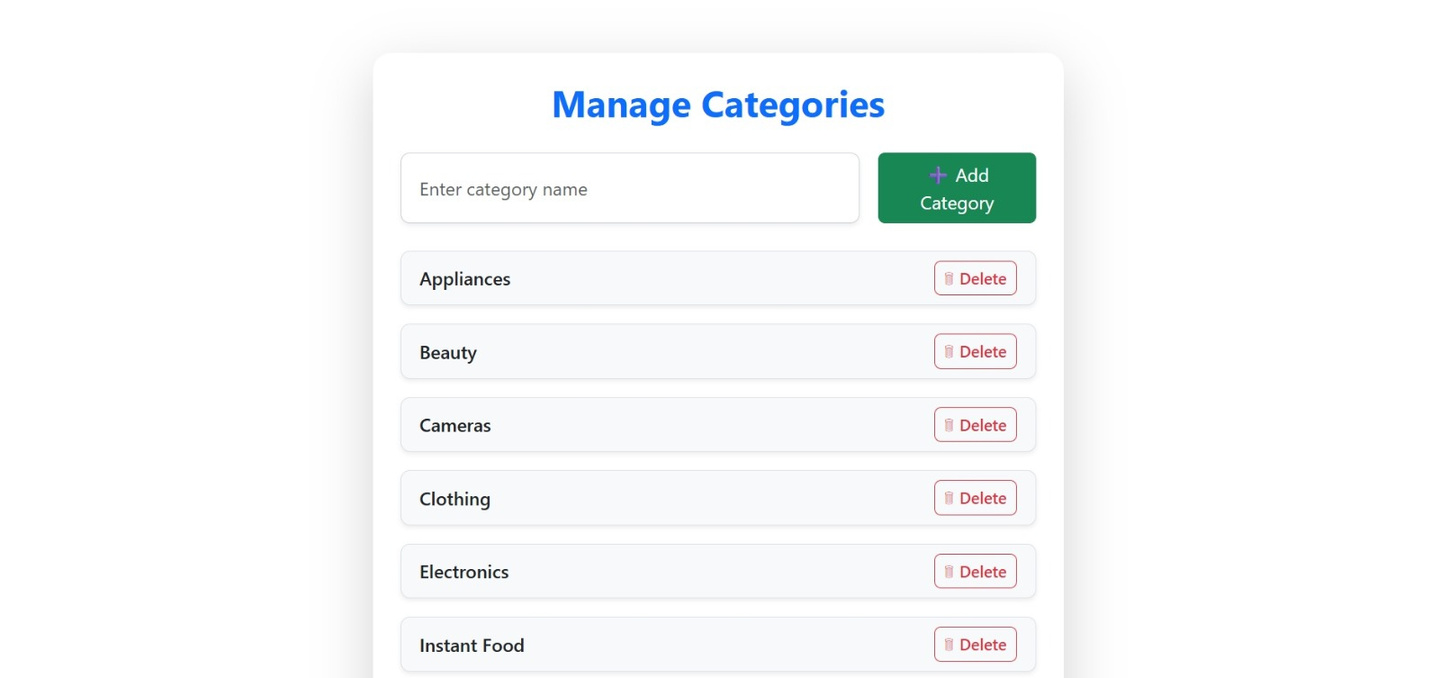 Manage Categories
Enter category name
➕ Add
Category
Appliances
🗑 Delete
Beauty
🗑 Delete
Cameras
🗑 Delete
Clothing
🗑 Delete
Electronics
🗑 Delete
Instant Food
🗑 Delete